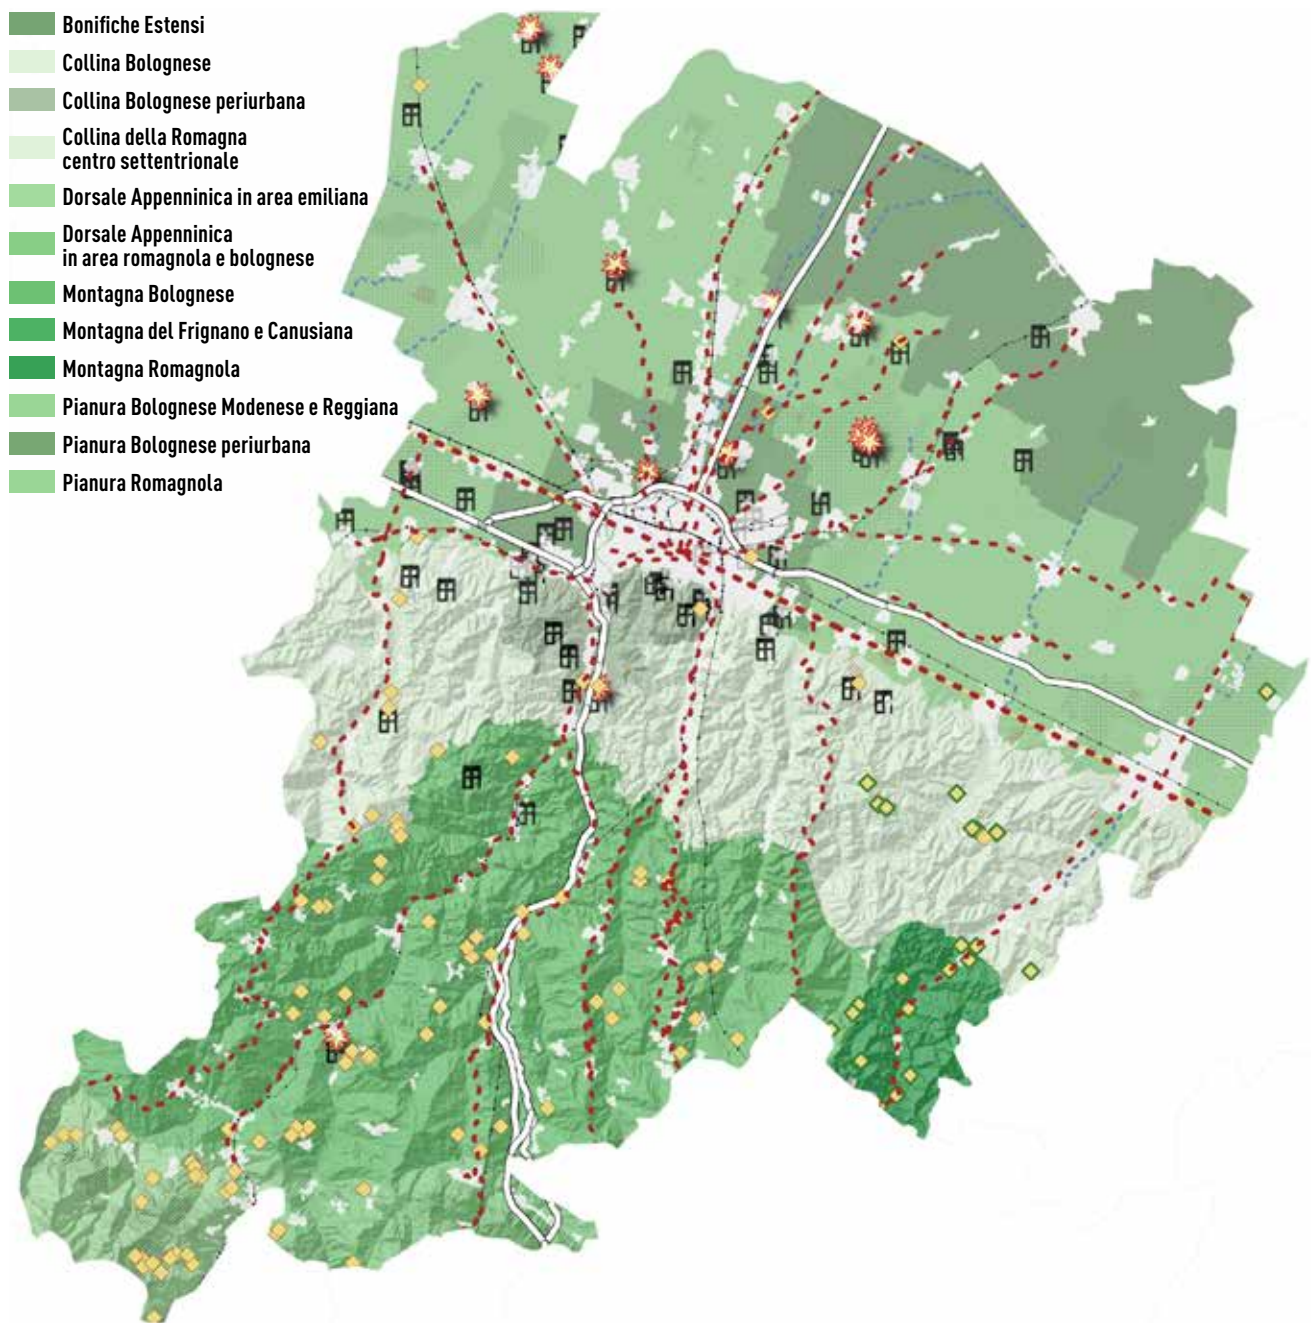 Bonifiche Estensi
Collina Bolognese
Collina Bolognese periurbana
Collina della Romagna
centro settentrionale
Dorsale Appenninica in area emiliana
Dorsale Appenninica
in area romagnola e bolognese
Montagna Bolognese
Montagna del Frignano e Canusiana
Montagna Romagnola
Pianura Bolognese Modenese e Reggiana
Pianura Bolognese periurbana
Pianura Romagnola